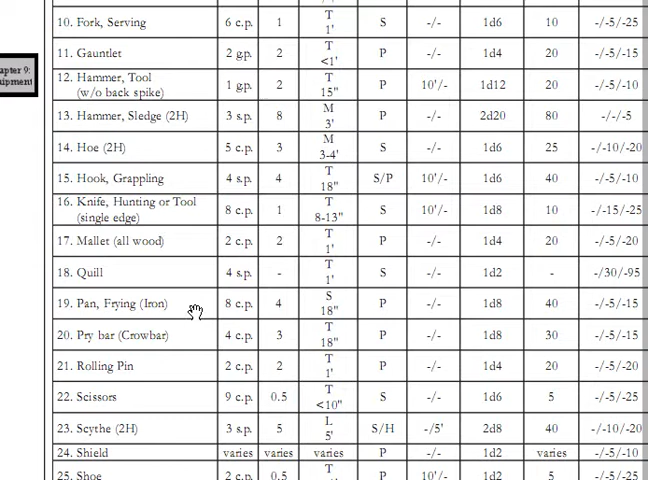 10. Fork, Serving 6 c.p. 1 T 1' S -/- 1d6 10 -/-5/-25
11. Gauntlet 2 g.p. 2 T <1' P -/- 1d4 20 -/-5/-15
apter 9:
uipment
12. Hammer, Tool (w/o back spike) 1 g.p. 2 T 15" P 10'/- 1d12 20 -/-5/-10
13. Hammer, Sledge (2H) 3 s.p. 8 M 3' P -/- 2d20 80 -/-/-5
14. Hoe (2H) 5 c.p. 3 M 3-4' S -/- 1d6 25 -/-10/-20
15. Hook, Grappling 4 s.p. 4 T 18" S/P 10'/- 1d6 40 -/-5/-10
16. Knife, Hunting or Tool (single edge) 8 c.p. 1 T 8-13" S 10'/- 1d8 10 -/-15/-25
17. Mallet (all wood) 2 c.p. 2 T 1' P -/- 1d4 20 -/-5/-20
18. Quill 4 s.p. - T 1' S -/- 1d2 - -/30/-95
19. Pan, Frying (Iron) 8 c.p. 4 S 18" P -/- 1d8 40 -/-5/-15
20. Pry bar (Crowbar) 4 c.p. 3 T 18" P -/- 1d8 30 -/-5/-15
21. Rolling Pin 2 c.p. 2 T 1' P -/- 1d4 20 -/-5/-20
22. Scissors 9 c.p. 0.5 T <10" S -/- 1d6 5 -/-5/-25
23. Scythe (2H) 3 s.p. 5 L 5' S/H -/5' 2d8 40 -/-10/-20
24. Shield varies varies varies P -/- 1d2 varies -/-5/-10
25. Shoe 2 c.p. 0.5 T P 10'/- 1d2 5 -/-5/-25